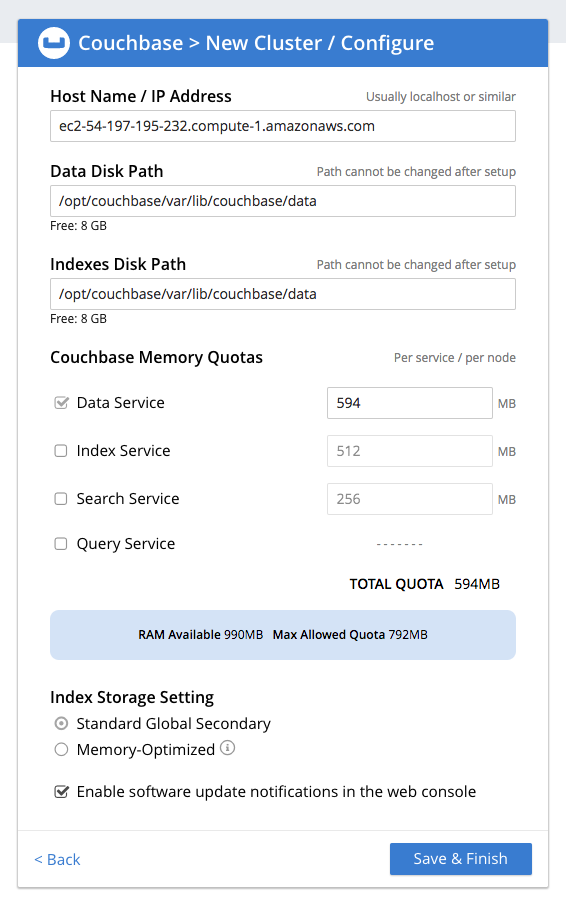 Couchbase > New Cluster / Configure
Host Name / IP Address Usually localhost or similar
ec2-54-197-195-232.compute-1.amazonaws.com
Data Disk Path Path cannot be changed after setup
/opt/couchbase/var/lib/couchbase/data
Free: 8 GB
Indexes Disk Path Path cannot be changed after setup
/opt/couchbase/var/lib/couchbase/data
Free: 8 GB
Couchbase Memory Quotas Per service / per node
Data Service 594 MB
Index Service 512 MB
Search Service 256 MB
Query Service -------
TOTAL QUOTA 594MB
RAM Available 990MB Max Allowed Quota 792MB
Index Storage Setting
Standard Global Secondary
Memory-Optimized i
Enable software update notifications in the web console
< Back Save & Finish